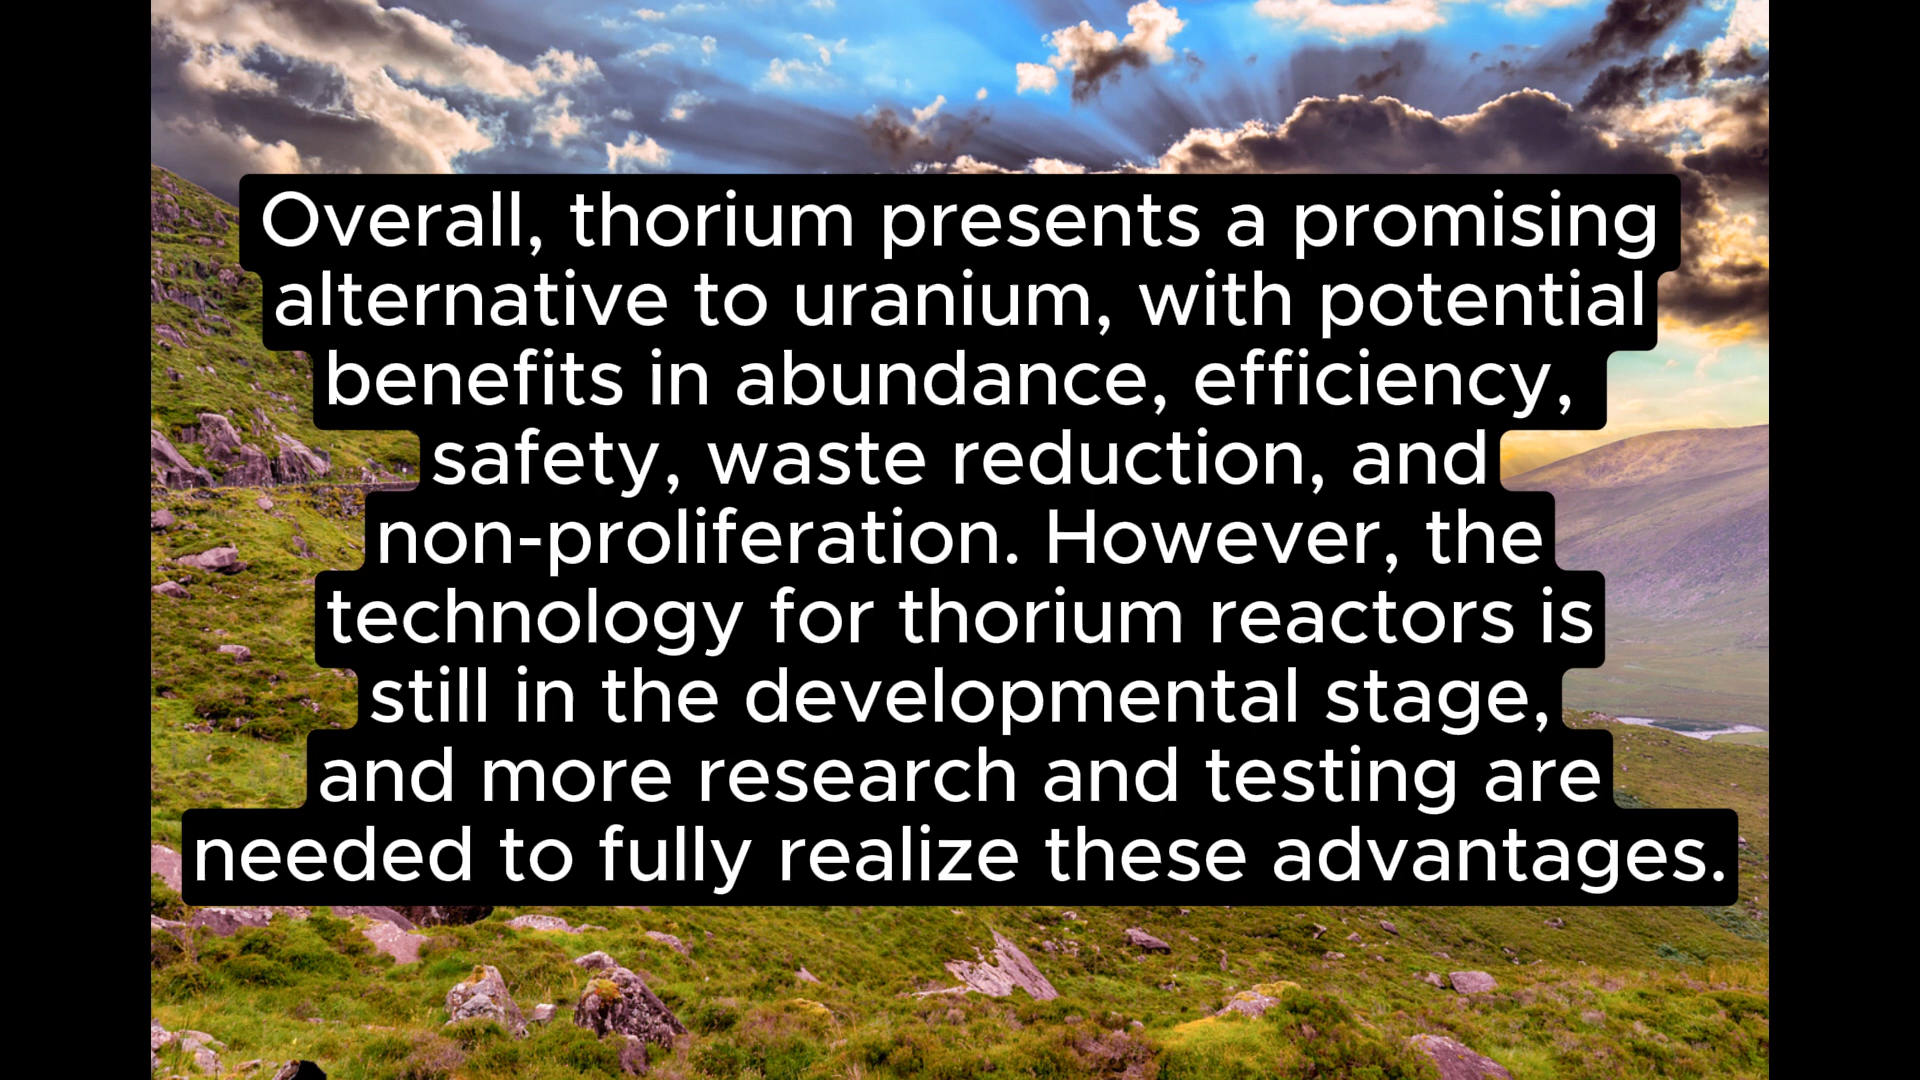 Overall, thorium presents a promising
alternative to uranium, with potential
benefits in abundance, efficiency,
safety, waste reduction, and
non-proliferation. However, the
technology for thorium reactors is
still in the developmental stage,
and more research and testing are
needed to fully realize these advantages.